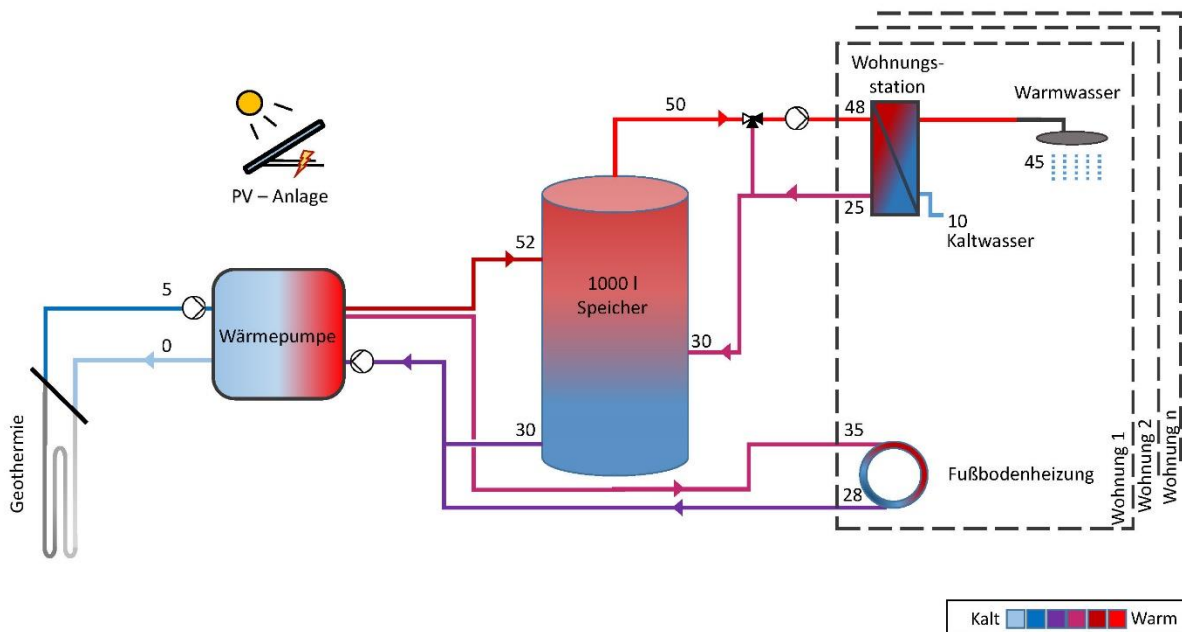 Wohnungs-
station
Warmwasser
50
48
45
PV – Anlage
25
10
Kaltwasser
52
1000 l
Speicher
5
Wärmepumpe
0
30
30
35
28
Fußbodenheizung
Geothermie
Wohnung 1
Wohnung 2
Wohnung n
Kalt
Warm